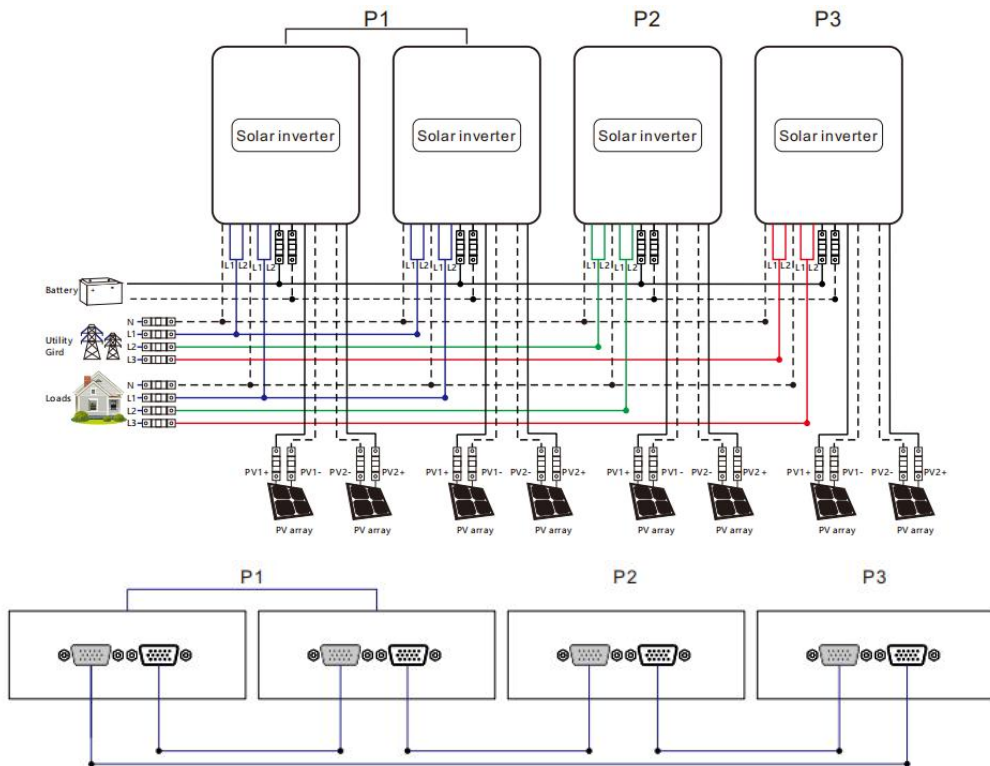 P1 P2 P3
Solar inverter Solar inverter Solar inverter Solar inverter
L1 L2 L1 L2 L1 L2 L1 L2 L1 L2 L1 L2 L1 L2 L1 L2
Battery
N
L1
Utility
Gird
L2
L3
N
L1
Loads
L2
L3
PV1+ PV1- PV2- PV2+ PV1+ PV1- PV2- PV2+ PV1+ PV1- PV2- PV2+ PV1+ PV1- PV2- PV2+
PV array PV array PV array PV array PV array PV array PV array PV array
P1 P2 P3